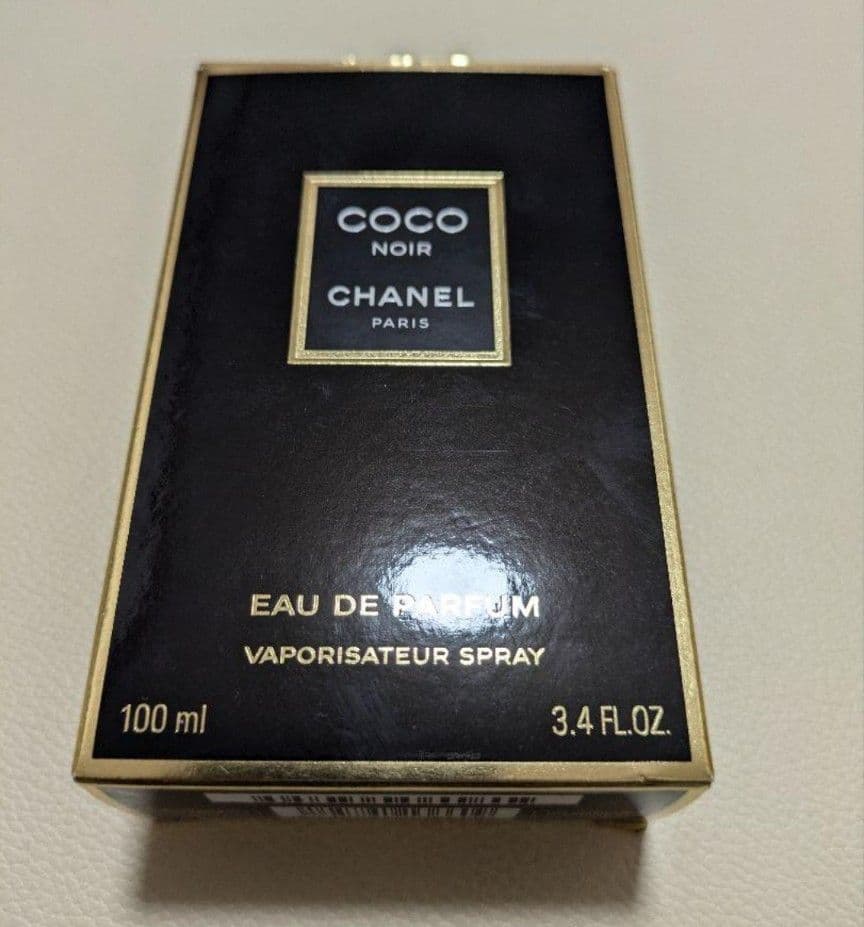 COCO
NOIR
CHANEL
PARIS
EAU DE PARFUM
VAPORISATEUR SPRAY
100 ml
3.4 FL.OZ.